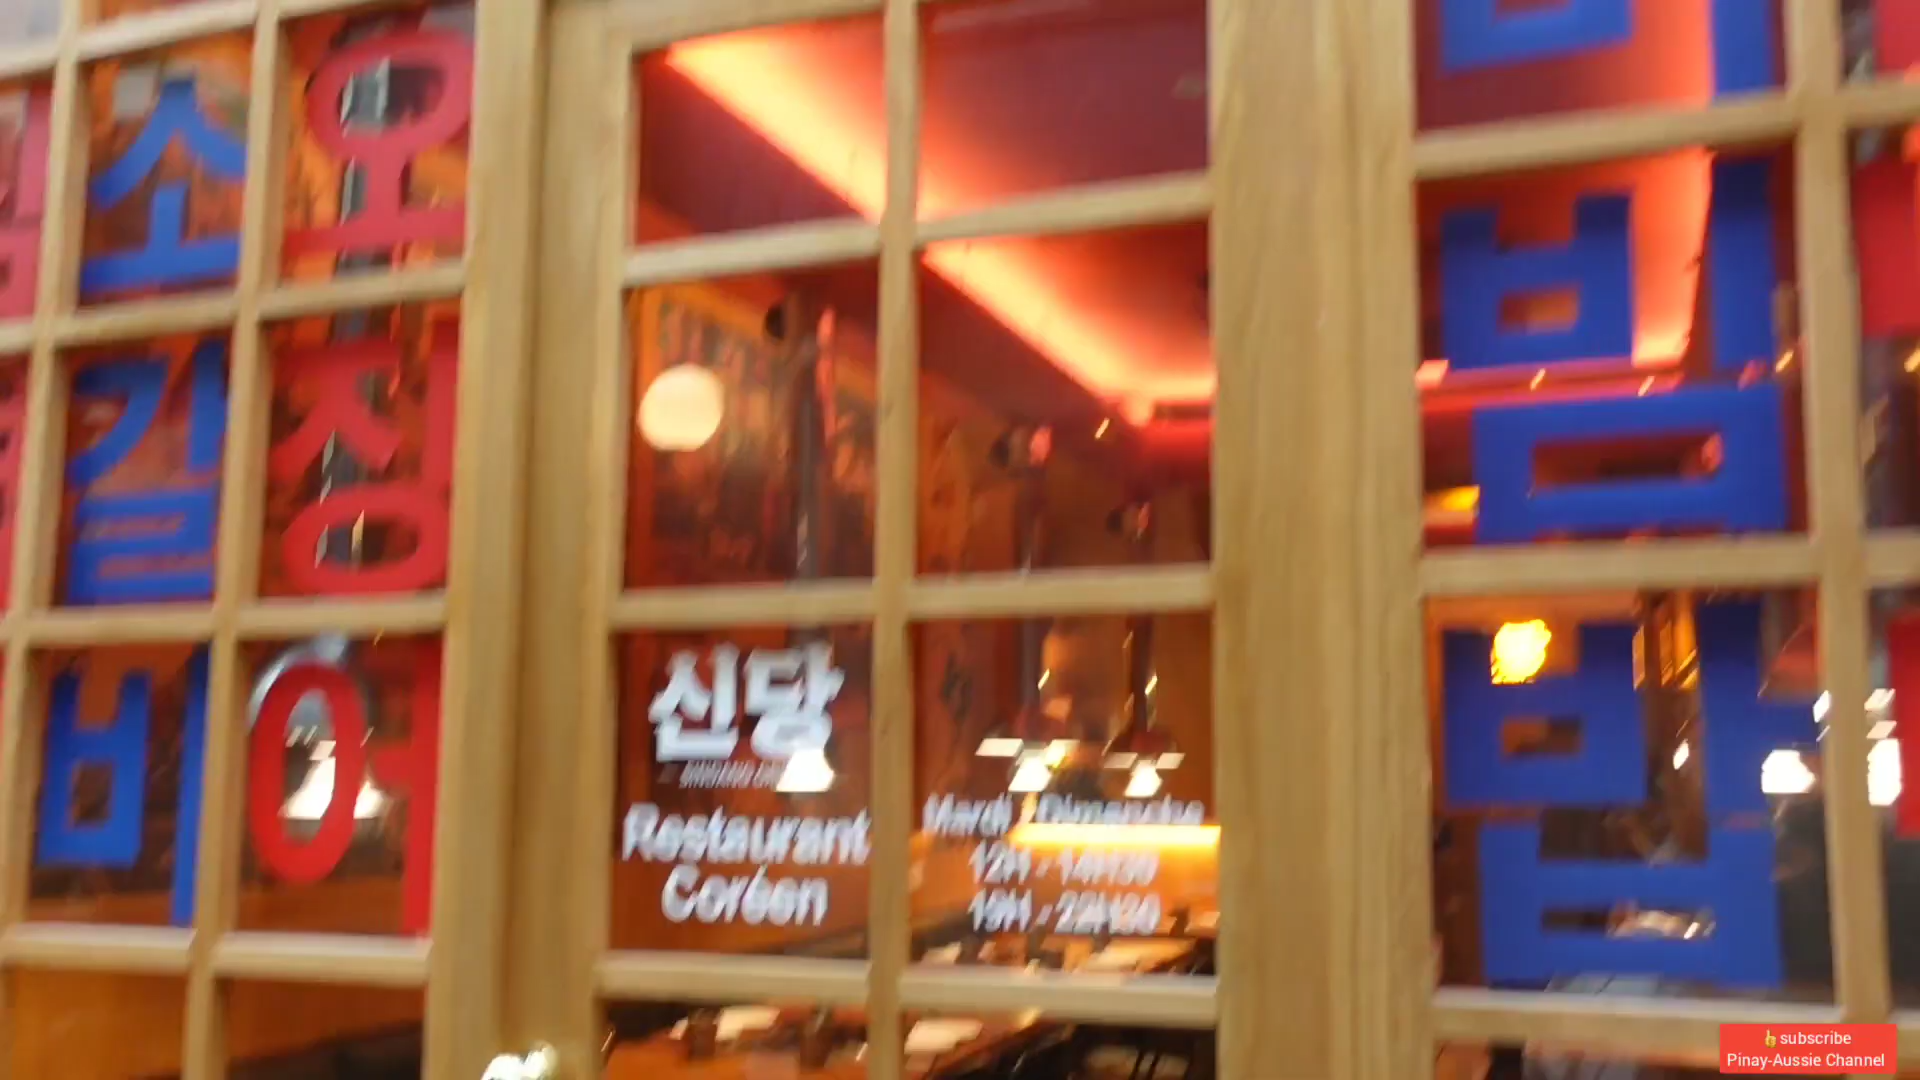 소갈비
오징어
비빔밥
신당
Restaurant
Coréen
Mardi / Dimanche
12H - 14H30
19H - 22H30
subscribe
Pinay-Aussie Channel